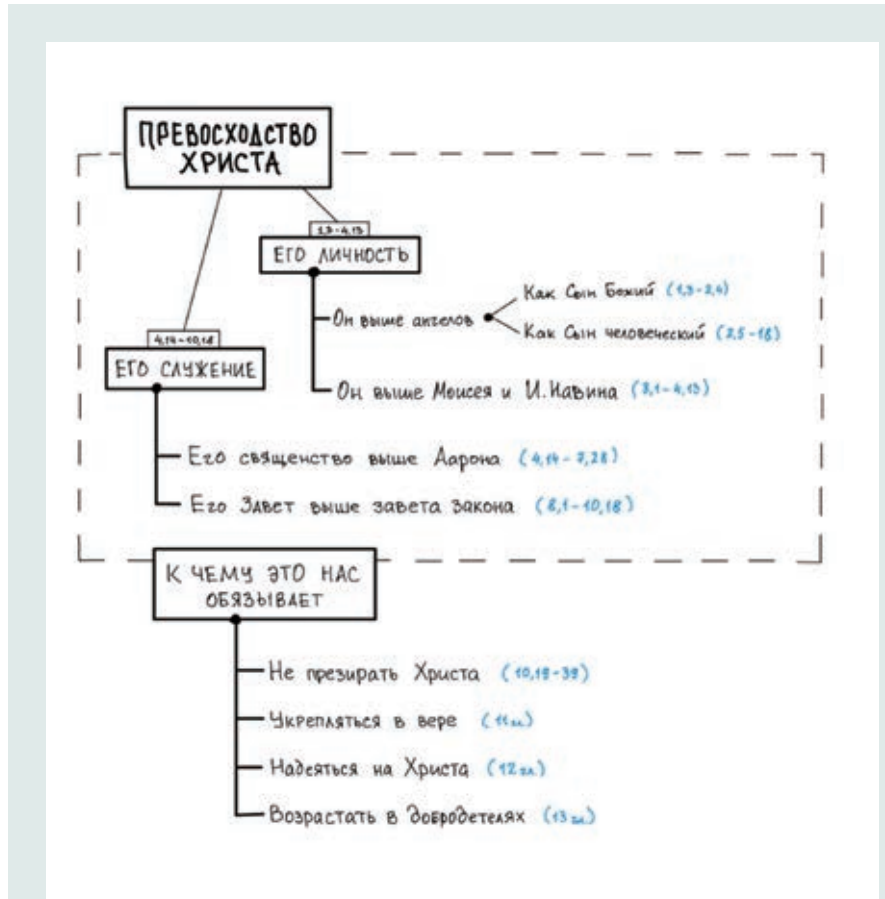 ПРЕВОСХОДСТВО
ХРИСТА
1,3-4,13
ЕГО ЛИЧНОСТЬ
Он выше ангелов
Как Сын Божий (1,3-2,4)
Как Сын человеческий (2,5-18)
Он выше Моисея и И.Навина (3,1-4,13)
4,14-10,18
ЕГО СЛУЖЕНИЕ
Его священство выше Аарона (4,14-7,28)
Его Завет выше завета Закона (8,1-10,18)
К ЧЕМУ ЭТО НАС
ОБЯЗЫВАЕТ
Не презирать Христа (10,19-39)
Укрепляться в вере (11гл)
Надеяться на Христа (12гл)
Возрастать в добродетелях (13гл)